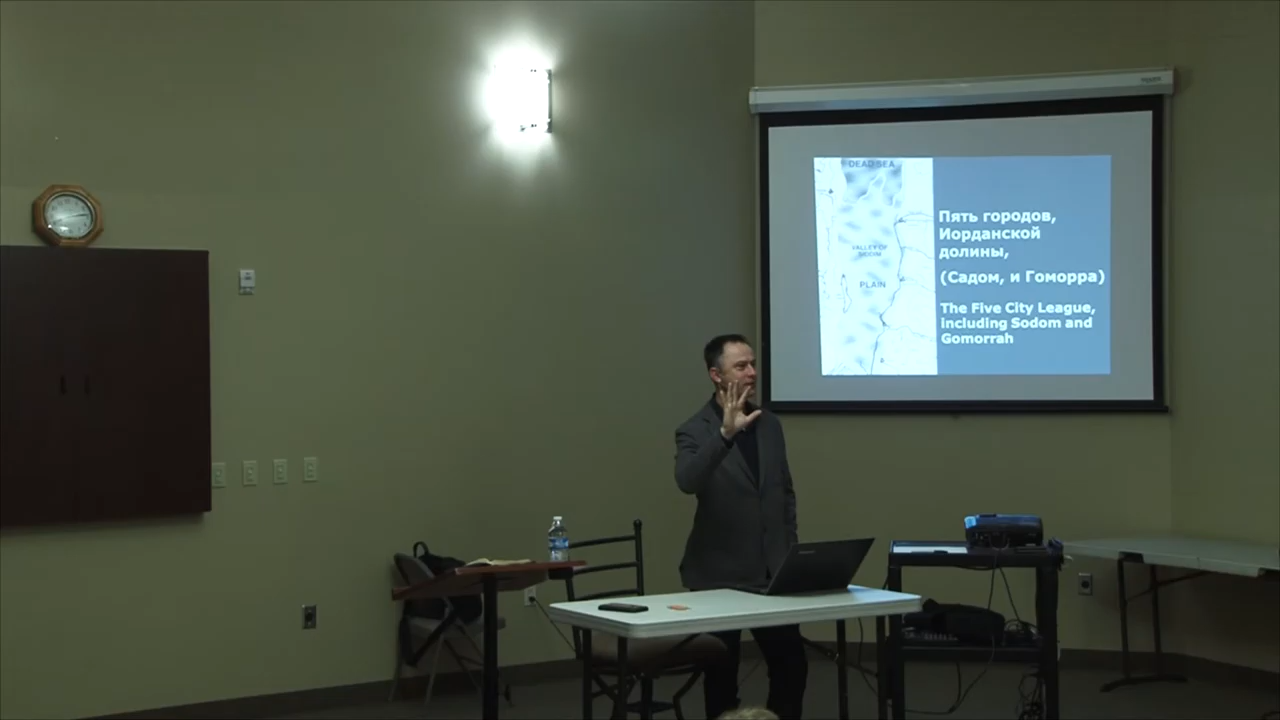 DEAD SEA
VALLEY OF
SIDDIM
PLAIN
Пять городов,
Иорданской
долины,
(Садом, и Гоморра)
The Five City League,
including Sodom and
Gomorrah